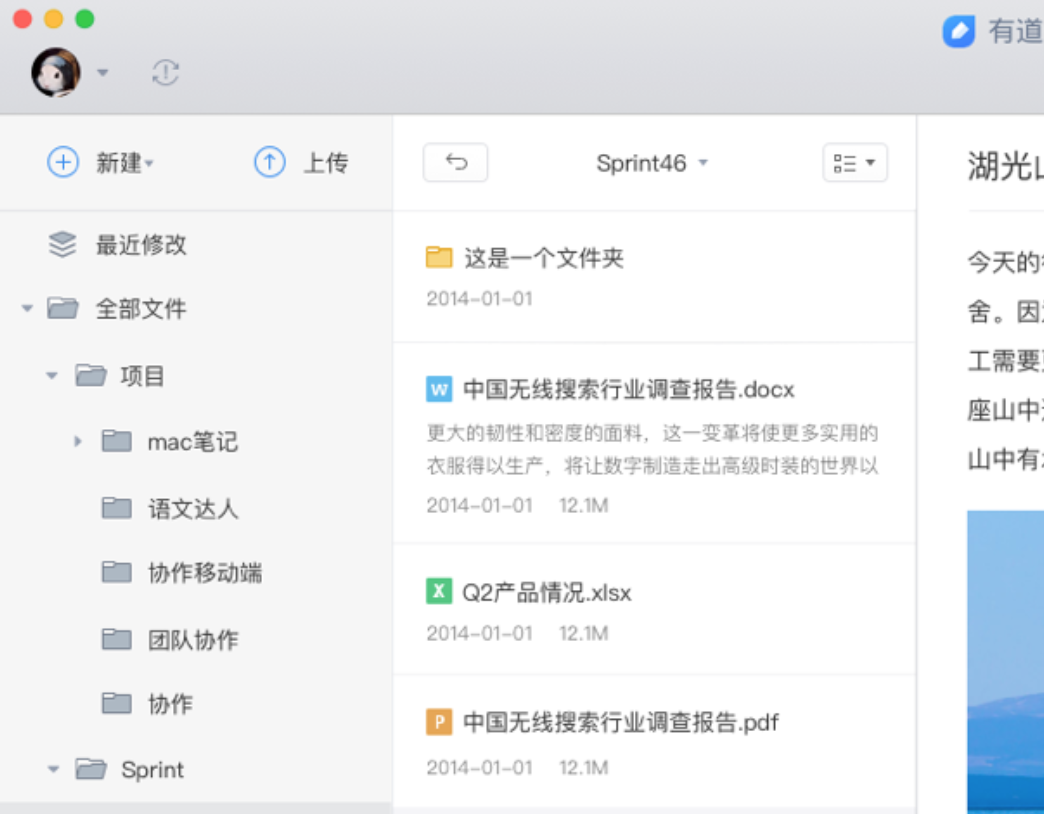 有道
新建
上传
Sprint46
最近修改
全部文件
项目
mac笔记
语文达人
协作移动端
团队协作
协作
Sprint
这是一个文件夹
2014-01-01
W
中国无线搜索行业调查报告.docx
更大的韧性和密度的面料，这一变革将使更多实用的
衣服得以生产，将让数字制造走出高级时装的世界以
2014-01-01 12.1M
X
Q2产品情况.xlsx
2014-01-01 12.1M
P
中国无线搜索行业调查报告.pdf
2014-01-01 12.1M
湖光
今天的
舍。因
工需要
座山中
山中有